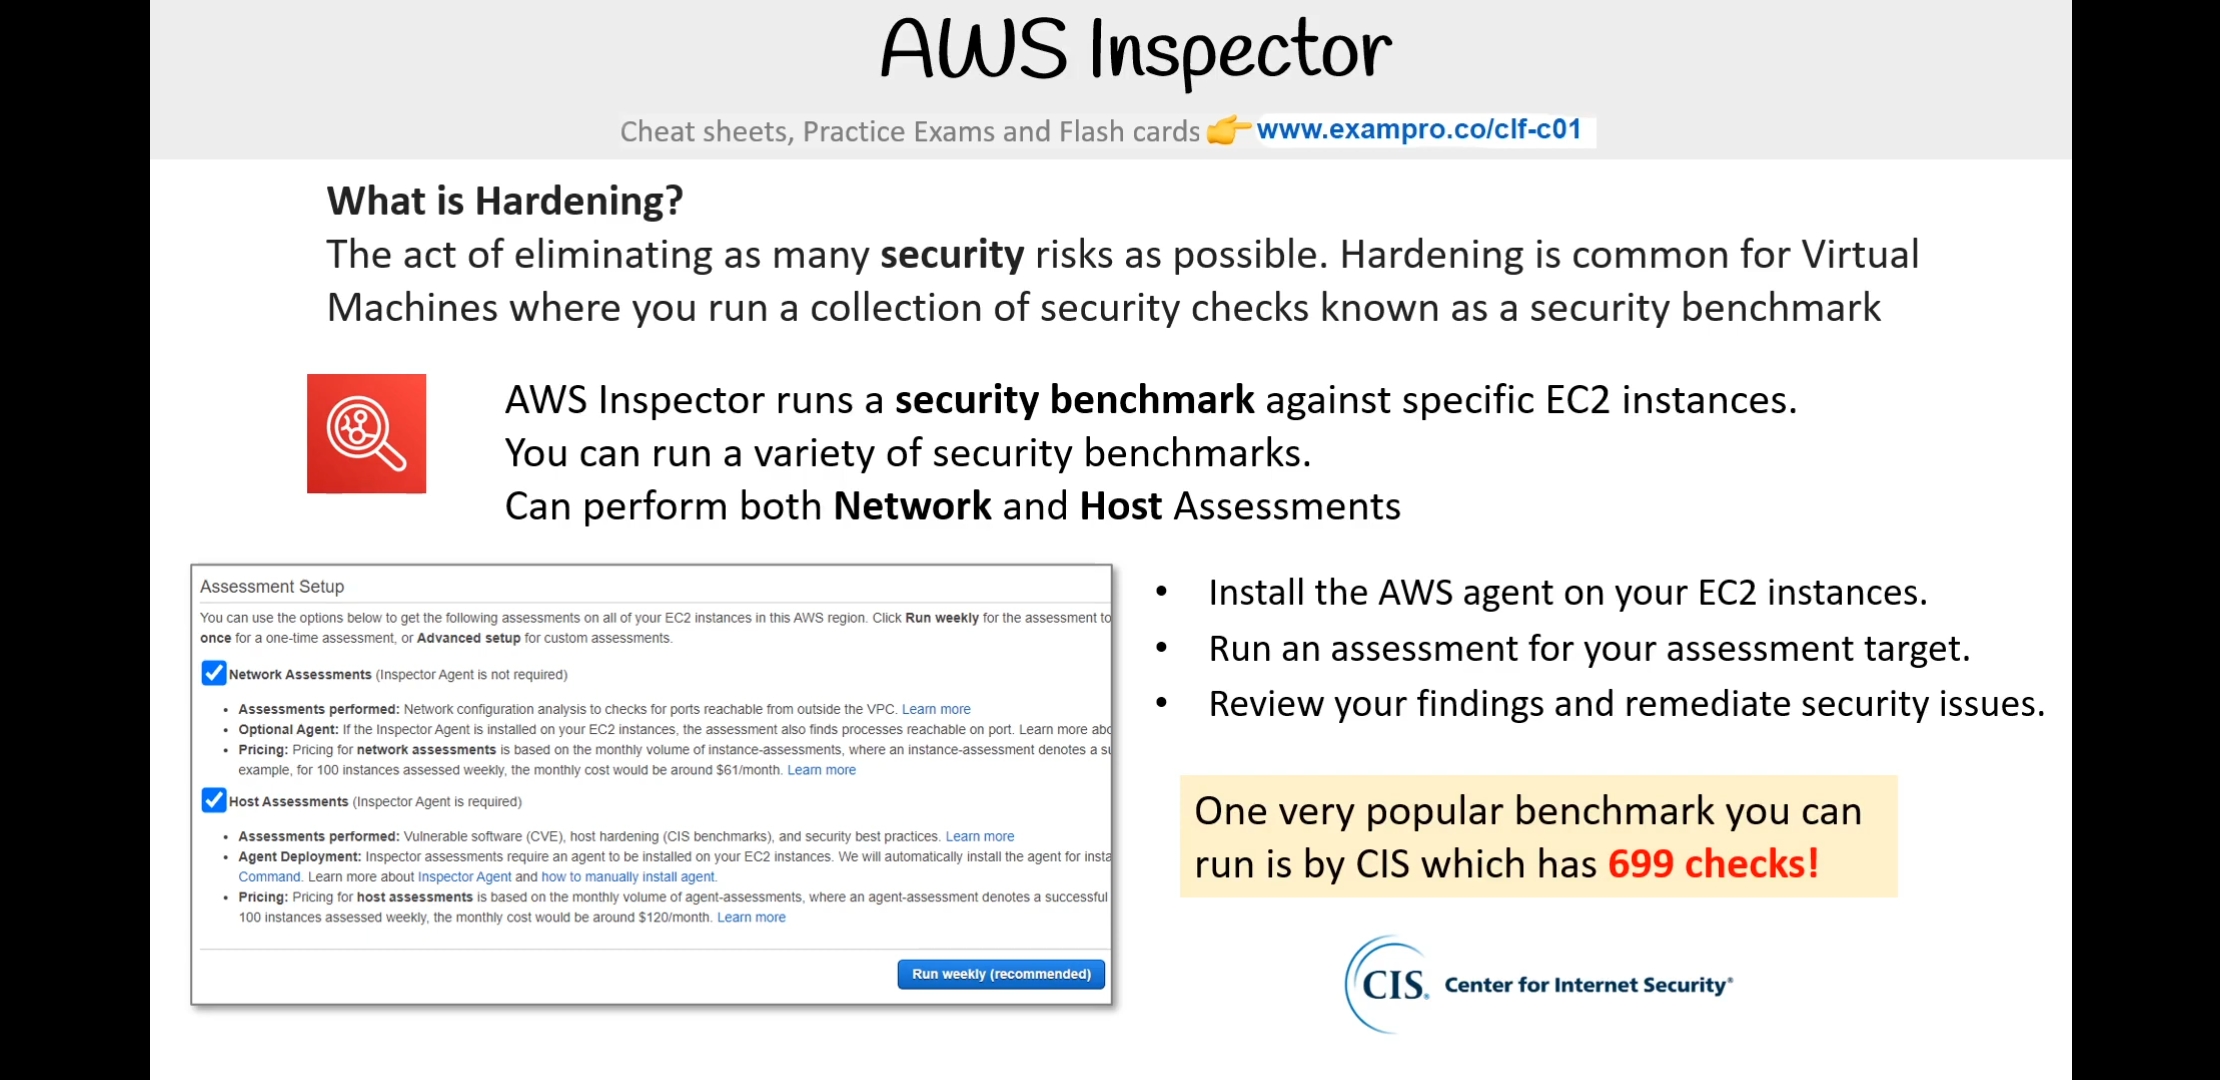 AWS Inspector
Cheat sheets, Practice Exams and Flash cards 👉 www.exampro.co/clf-c01
What is Hardening?
The act of eliminating as many security risks as possible. Hardening is common for Virtual
Machines where you run a collection of security checks known as a security benchmark
AWS Inspector runs a security benchmark against specific EC2 instances.
You can run a variety of security benchmarks.
Can perform both Network and Host Assessments
Assessment Setup
You can use the options below to get the following assessments on all of your EC2 instances in this AWS region. Click Run weekly for the assessment to
once for a one-time assessment, or Advanced setup for custom assessments.
Network Assessments (Inspector Agent is not required)
• Assessments performed: Network configuration analysis to checks for ports reachable from outside the VPC. Learn more
• Optional Agent: If the Inspector Agent is installed on your EC2 instances, the assessment also finds processes reachable on port. Learn more
• Pricing: Pricing for network assessments is based on the monthly volume of instance-assessments, where an instance-assessment denotes a
example, for 100 instances assessed weekly, the monthly cost would be around $61/month. Learn more
Host Assessments (Inspector Agent is required)
• Assessments performed: Vulnerable software (CVE), host hardening (CIS benchmarks), and security best practices. Learn more
• Agent Deployment: Inspector assessments require an agent to be installed on your EC2 instances. We will automatically install the agent for
Command. Learn more about Inspector Agent and how to manually install agent.
• Pricing: Pricing for host assessments is based on the monthly volume of agent-assessments, where an agent-assessment denotes a successful
100 instances assessed weekly, the monthly cost would be around $120/month. Learn more
Run weekly (recommended)
• Install the AWS agent on your EC2 instances.
• Run an assessment for your assessment target.
• Review your findings and remediate security issues.
One very popular benchmark you can
run is by CIS which has 699 checks!
CIS. Center for Internet Security®